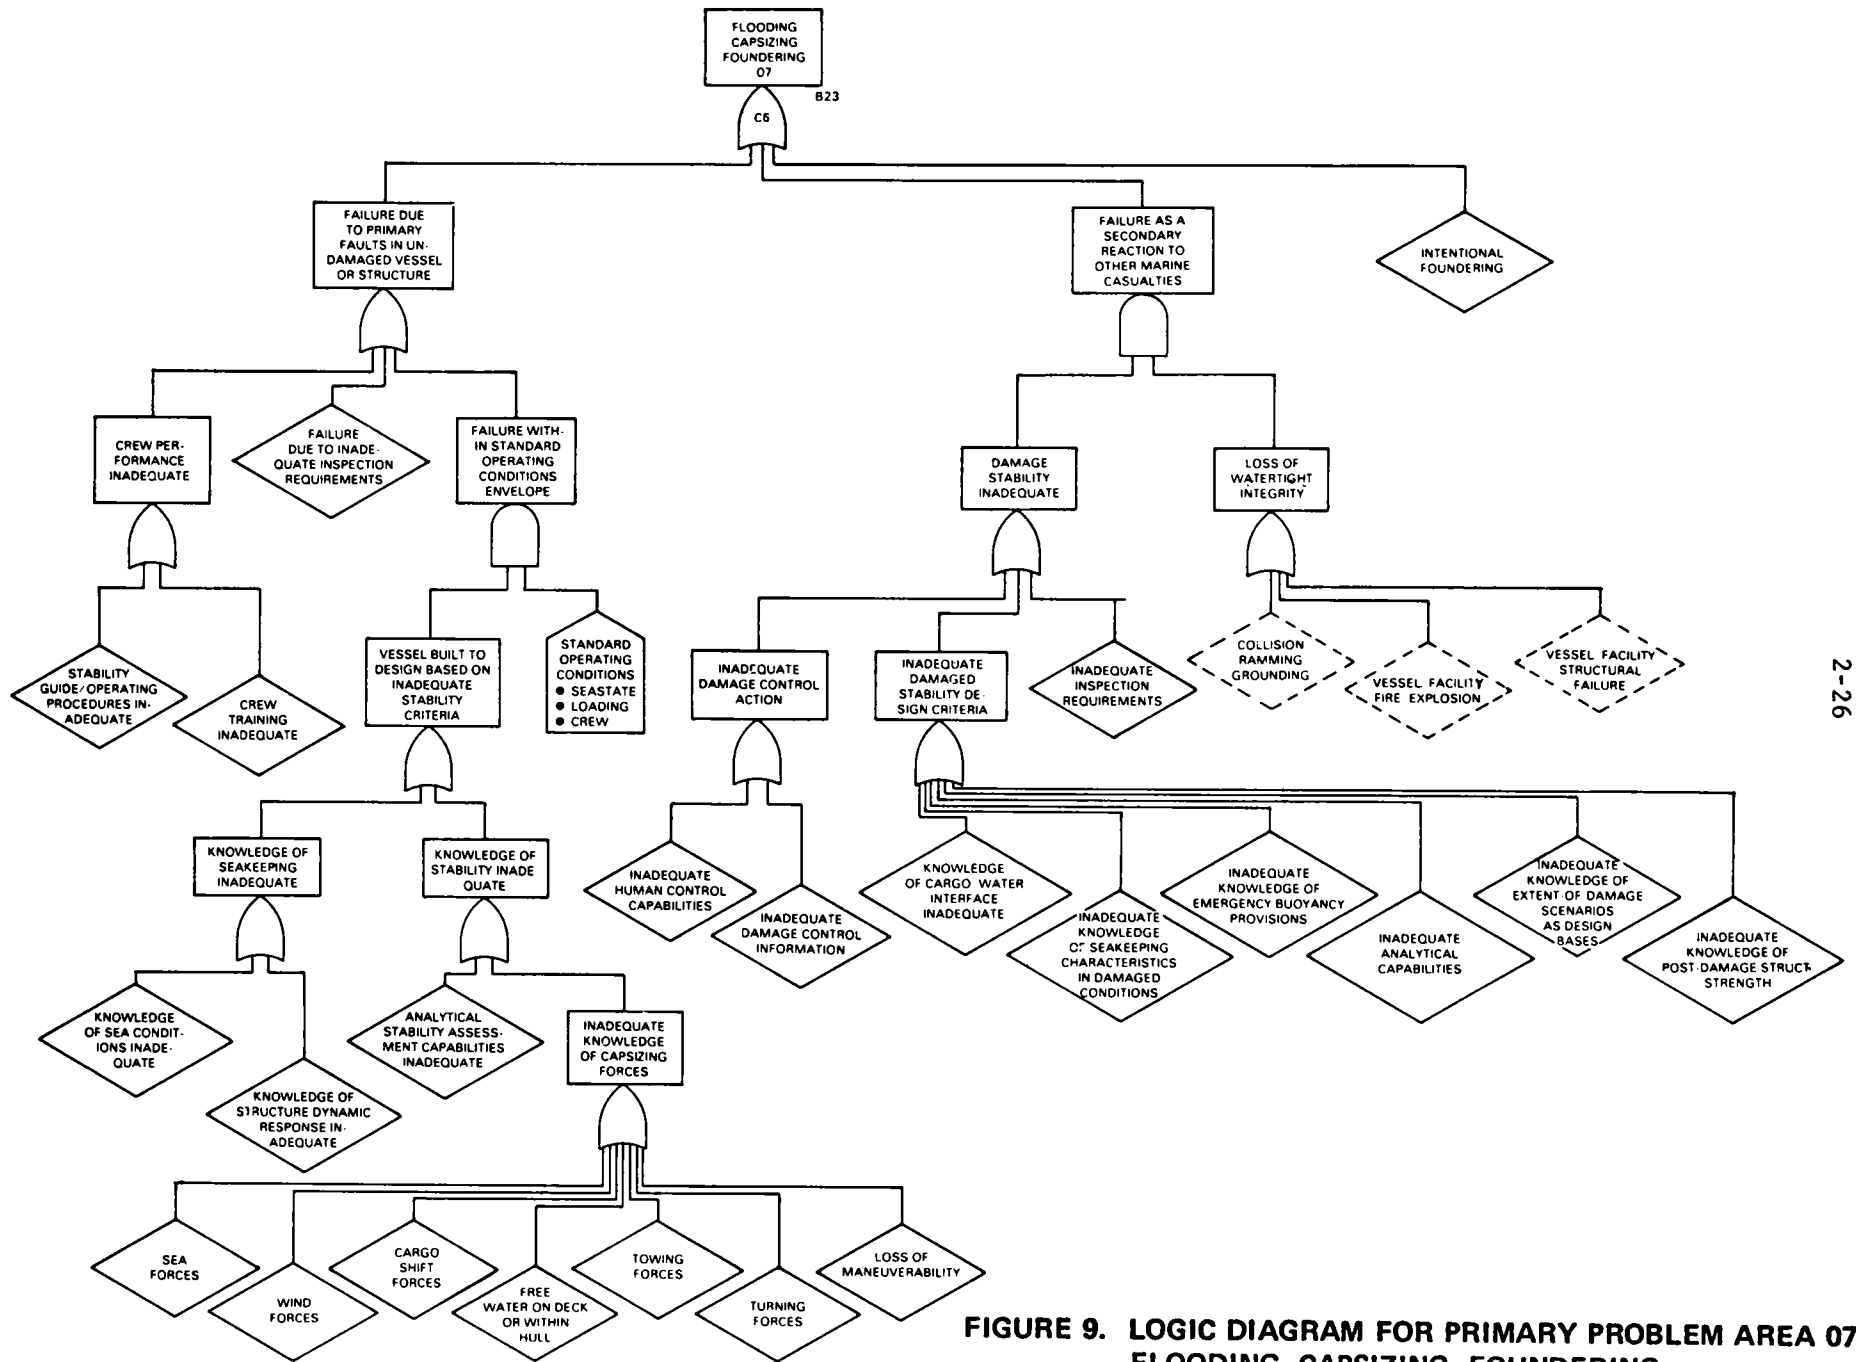 FLOODING
CAPSIZING
FOUNDERING
07
B23
C6
FAILURE DUE
TO PRIMARY
FAULTS IN UN-
DAMAGED VESSEL
OR STRUCTURE
FAILURE AS A
SECONDARY
REACTION TO
OTHER MARINE
CASUALTIES
INTENTIONAL
FOUNDERING
CREW PER-
FORMANCE
INADEQUATE
FAILURE
DUE TO INADE-
QUATE INSPECTION
REQUIREMENTS
FAILURE WITH-
IN STANDARD
OPERATING
CONDITIONS
ENVELOPE
DAMAGE
STABILITY
INADEQUATE
LOSS OF
WATERTIGHT
INTEGRITY
STABILITY
GUIDE/OPERATING
PROCEDURES IN-
ADEQUATE
CREW
TRAINING
INADEQUATE
VESSEL BUILT TO
DESIGN BASED ON
INADEQUATE
STABILITY
CRITERIA
STANDARD
OPERATING
CONDITIONS
● SEASTATE
● LOADING
● CREW
INADEQUATE
DAMAGE CONTROL
ACTION
INADEQUATE
DAMAGED
STABILITY DE-
SIGN CRITERIA
INADEQUATE
INSPECTION
REQUIREMENTS
COLLISION
RAMMING
GROUNDING
VESSEL FACILITY
FIRE EXPLOSION
VESSEL FACILITY
STRUCTURAL
FAILURE
2-26
KNOWLEDGE OF
SEAKEEPING
INADEQUATE
KNOWLEDGE OF
STABILITY INADE
QUATE
INADEQUATE
HUMAN CONTROL
CAPABILITIES
INADEQUATE
DAMAGE CONTROL
INFORMATION
KNOWLEDGE
OF CARGO WATER
INTERFACE
INADEQUATE
INADEQUATE
KNOWLEDGE
OF SEAKEEPING
CHARACTERISTICS
IN DAMAGED
CONDITIONS
INADEQUATE
KNOWLEDGE OF
EMERGENCY BUOYANCY
PROVISIONS
INADEQUATE
ANALYTICAL
CAPABILITIES
INADEQUATE
KNOWLEDGE OF
EXTENT OF DAMAGE
SCENARIOS
AS DESIGN
BASES
INADEQUATE
KNOWLEDGE OF
POST-DAMAGE STRUCT-
STRENGTH
KNOWLEDGE
OF SEA CONDIT-
IONS INADE-
QUATE
KNOWLEDGE OF
STRUCTURE DYNAMIC
RESPONSE IN-
ADEQUATE
ANALYTICAL
STABILITY ASSESS-
MENT CAPABILITIES
INADEQUATE
INADEQUATE
KNOWLEDGE
OF CAPSIZING
FORCES
SEA
FORCES
WIND
FORCES
CARGO
SHIFT
FORCES
FREE
WATER ON DECK
OR WITHIN
HULL
TOWING
FORCES
TURNING
FORCES
LOSS OF
MANEUVERABILITY
FIGURE 9. LOGIC DIAGRAM FOR PRIMARY PROBLEM AREA 07
FLOODING, CAPSIZING, FOUNDERING